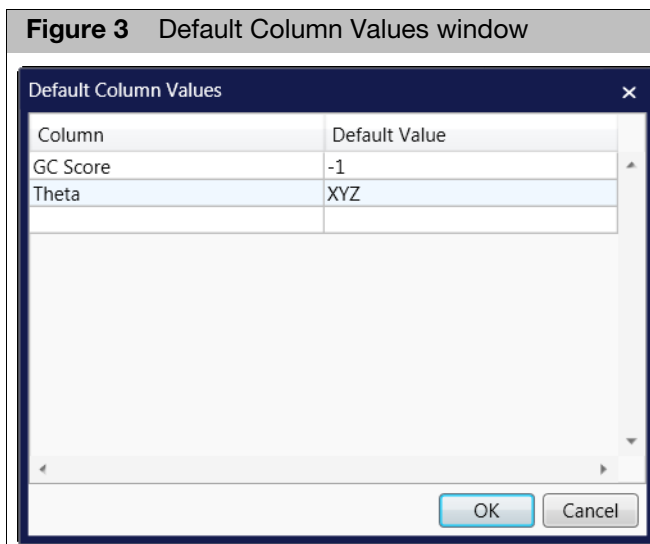 Figure 3 Default Column Values window
Default Column Values ×
Column Default Value
GC Score -1
Theta XYZ
OK Cancel